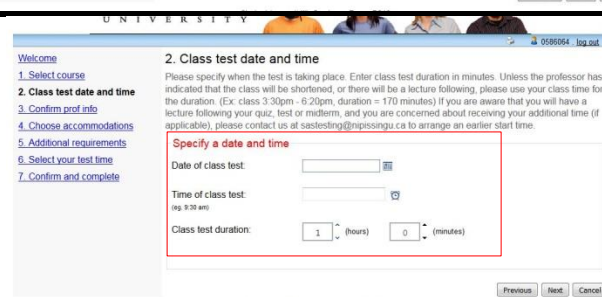 UNIVERSITY
0586064 log out
Welcome
1. Select course
2. Class test date and time
3. Confirm prof info
4. Choose accommodations
5. Additional requirements
6. Select your test time
7. Confirm and complete
2. Class test date and time
Please specify when the test is taking place. Enter class test duration in minutes. Unless the professor has
indicated that the class will be shortened, or there will be a lecture following, please use your class time for
the duration. (Ex: class 3:30pm - 6:20pm, duration = 170 minutes) If you are aware that you will have a
lecture following your quiz, test or midterm, and you are concerned about receiving your additional time (if
applicable), please contact us at sastesting@nipissingu.ca to arrange an earlier start time.
Specify a date and time
Date of class test:
Time of class test:
(eg. 9:30 am)
Class test duration:
1 (hours) 0 (minutes)
Previous Next Cancel